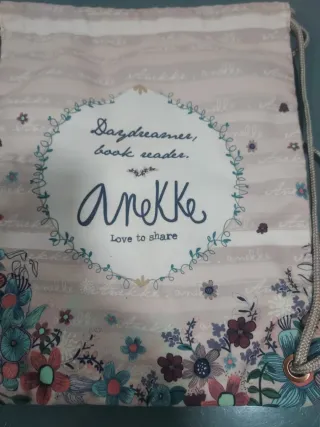 Daydreamer,
book reader.
anekke
Love to share